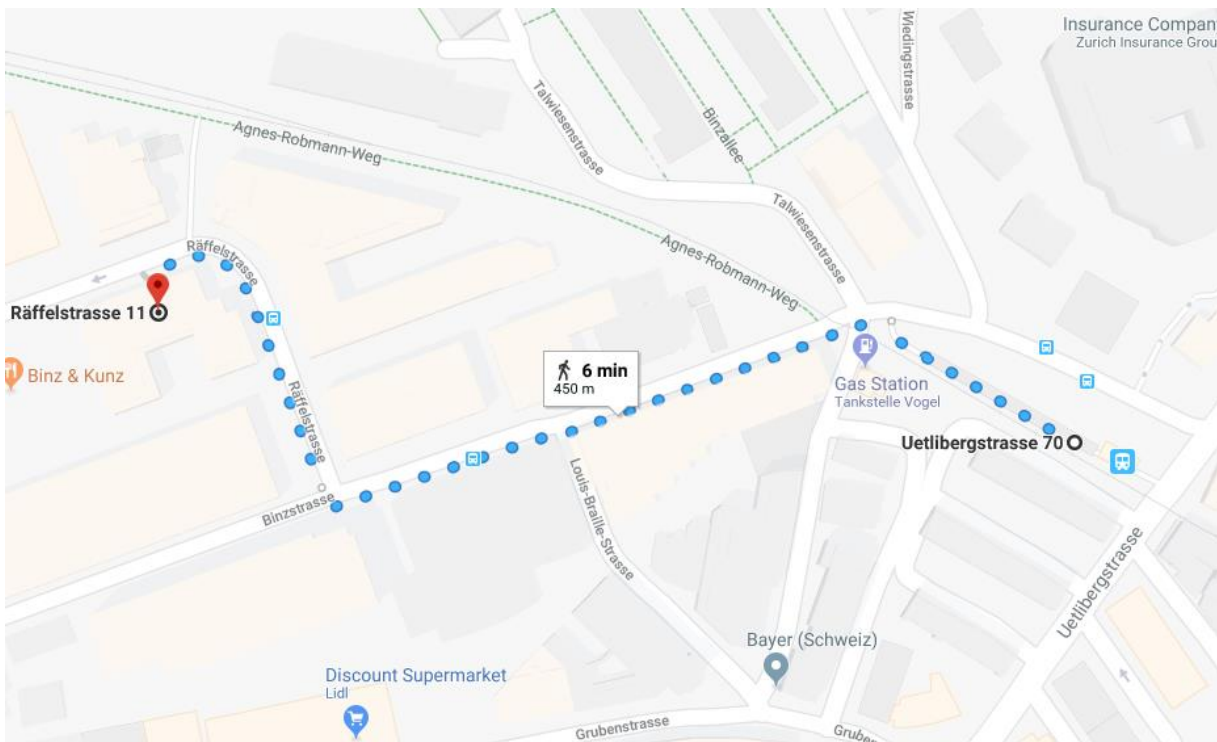 Insurance Compan
Zurich Insurance Grou
Wiedingstrasse
Talwiesenstrasse
Binzallee
Agnes-Robmann-Weg
Talwiesenstrasse
Agnes-Robmann-Weg
Räffelstrasse
Räffelstrasse 11
Binz & Kunz
Räffelstrasse
6 min
450 m
Gas Station
Tankstelle Vogel
Uetlibergstrasse 70
Binzstrasse
Louis-Braille-Strasse
Uetlibergstrasse
Bayer (Schweiz)
Discount Supermarket
Lidl
Grubenstrasse
Gruben